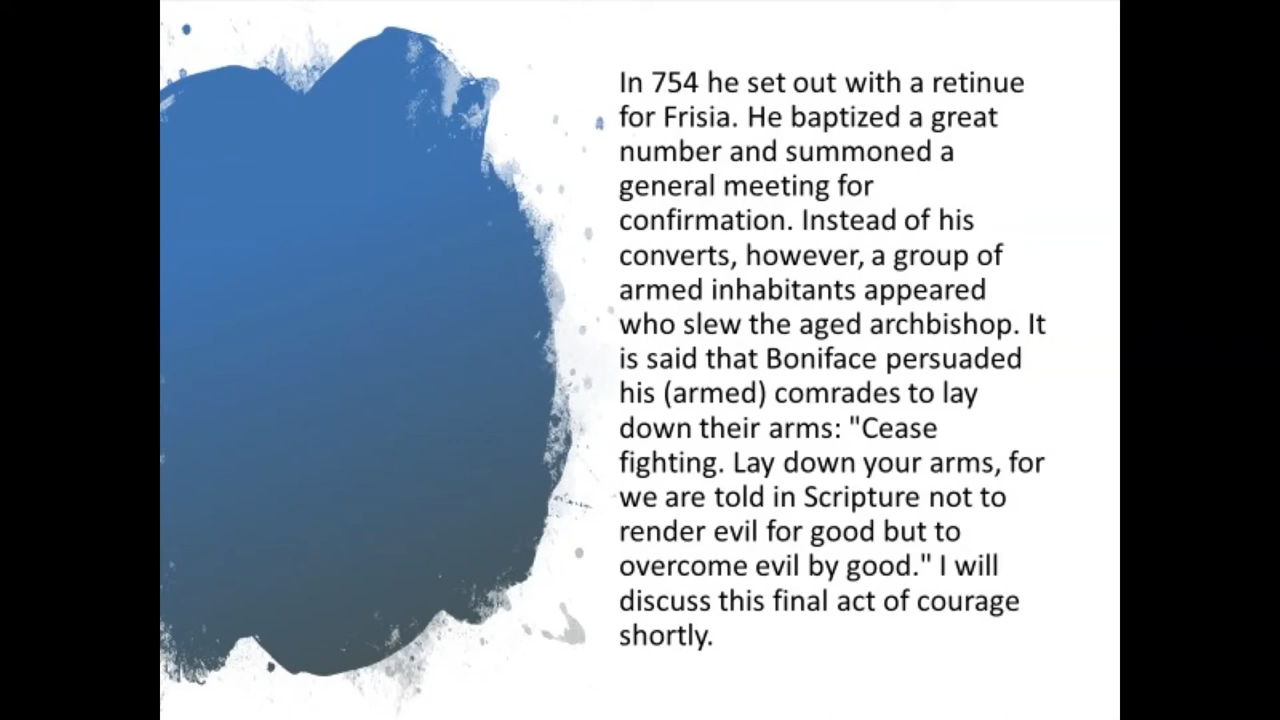 In 754 he set out with a retinue
for Frisia. He baptized a great
number and summoned a
general meeting for
confirmation. Instead of his
converts, however, a group of
armed inhabitants appeared
who slew the aged archbishop. It
is said that Boniface persuaded
his (armed) comrades to lay
down their arms: "Cease
fighting. Lay down your arms, for
we are told in Scripture not to
render evil for good but to
overcome evil by good." I will
discuss this final act of courage
shortly.